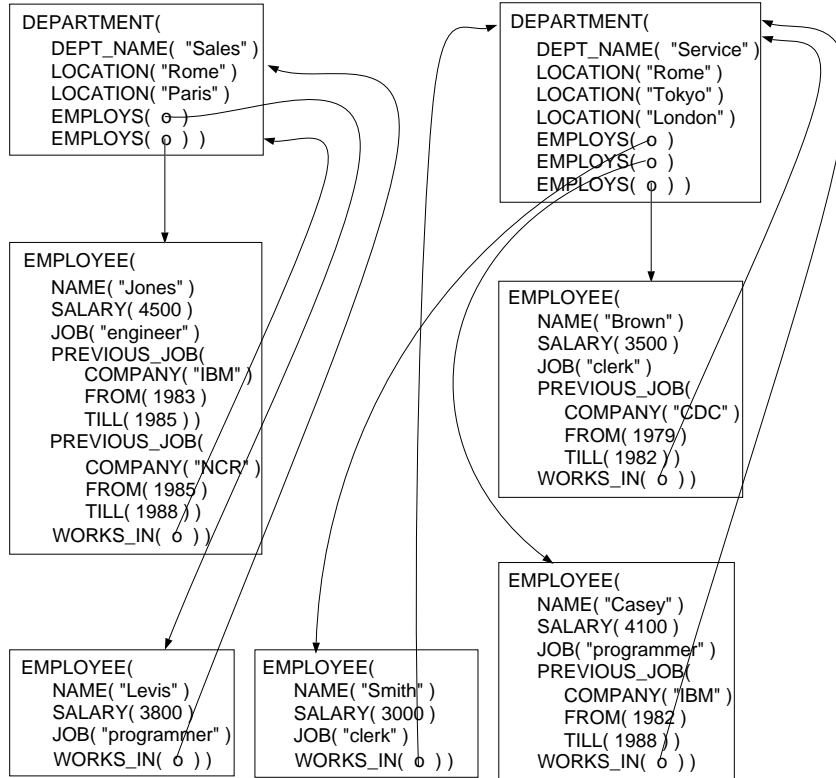 DEPARTMENT(
DEPT_NAME( "Sales" )
LOCATION( "Rome" )
LOCATION( "Paris" )
EMPLOYS( o )
EMPLOYS( o ) )
DEPARTMENT(
DEPT_NAME( "Service" )
LOCATION( "Rome" )
LOCATION( "Tokyo" )
LOCATION( "London" )
EMPLOYS( o )
EMPLOYS( o )
EMPLOYS( o ) )
EMPLOYEE(
NAME( "Jones" )
SALARY( 4500 )
JOB( "engineer" )
PREVIOUS_JOB(
COMPANY( "IBM" )
FROM( 1983 )
TILL( 1985 ) )
PREVIOUS_JOB(
COMPANY( "NCR" )
FROM( 1985 )
TILL( 1988 ) )
WORKS_IN( o ) )
EMPLOYEE(
NAME( "Brown" )
SALARY( 3500 )
JOB( "clerk" )
PREVIOUS_JOB(
COMPANY( "CDC" )
FROM( 1979 )
TILL( 1982 ) )
WORKS_IN( o ) )
EMPLOYEE(
NAME( "Levis" )
SALARY( 3800 )
JOB( "programmer" )
WORKS_IN( o ) )
EMPLOYEE(
NAME( "Smith" )
SALARY( 3000 )
JOB( "clerk" )
WORKS_IN( o ) )
EMPLOYEE(
NAME( "Casey" )
SALARY( 4100 )
JOB( "programmer" )
PREVIOUS_JOB(
COMPANY( "IBM" )
FROM( 1982 )
TILL( 1988 ) )
WORKS_IN( o ) )